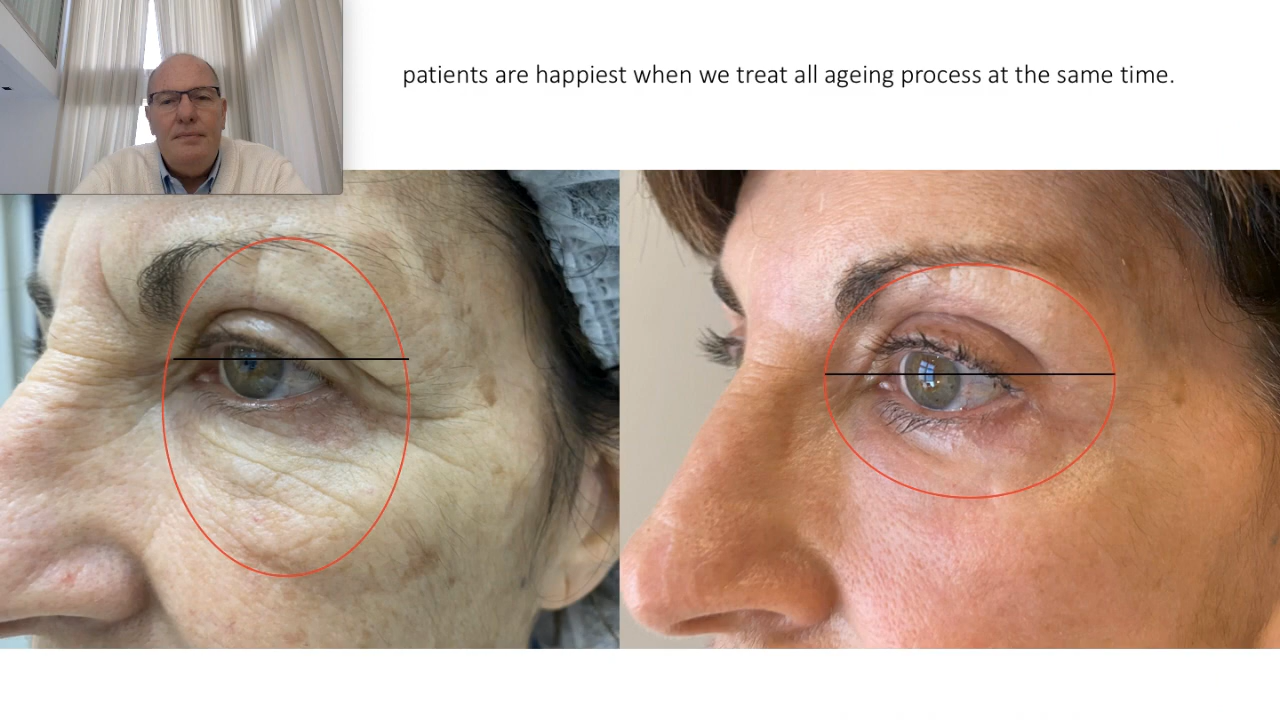 patients are happiest when we treat all ageing process at the same time.